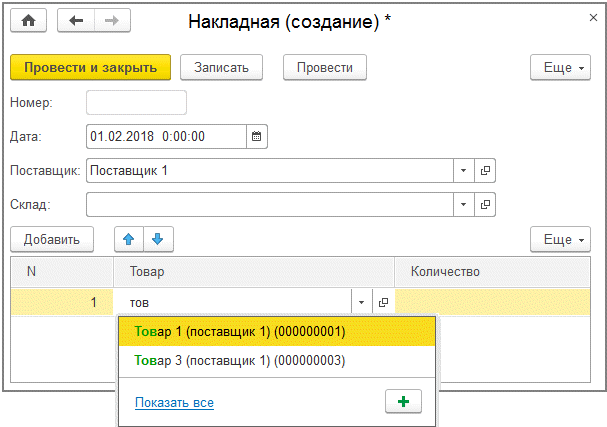 Накладная (создание) *
Провести и закрыть Записать Провести Еще
Номер:
Дата: 01.02.2018 0:00:00
Поставщик: Поставщик 1
Склад:
Добавить Еще
N Товар Количество
1 тов
Товар 1 (поставщик 1) (000000001)
Товар 3 (поставщик 1) (000000003)
Показать все